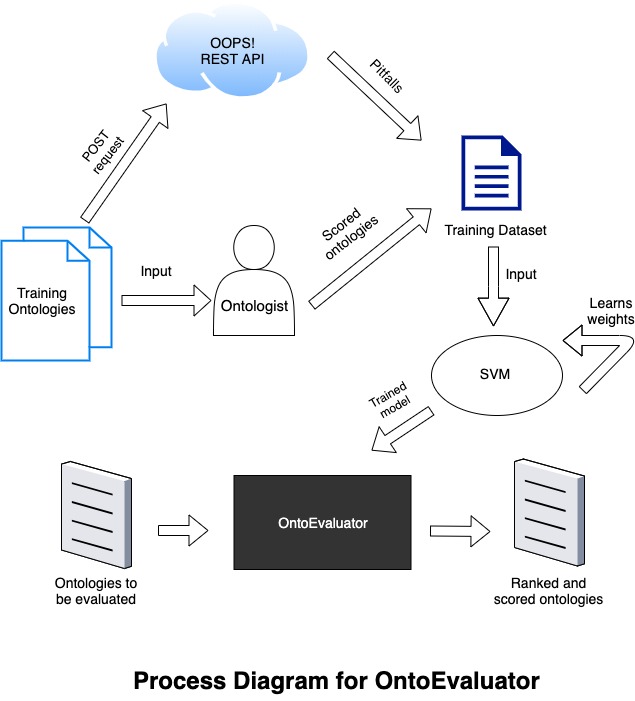 OOPS!
REST API
Pitfalls
POST
request
Training Dataset
Scored
ontologies
Training
Ontologies
Input
Ontologist
Input
Learns
weights
SVM
Trained
model
OntoEvaluator
Ontologies to
be evaluated
Ranked and
scored ontologies
Process Diagram for OntoEvaluator